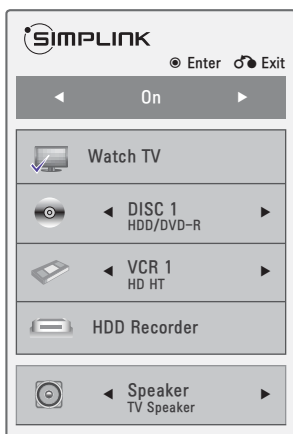 SIMPLINK
Enter Exit
On
Watch TV
DISC 1
HDD/DVD-R
VCR 1
HD HT
HDD Recorder
Speaker
TV Speaker